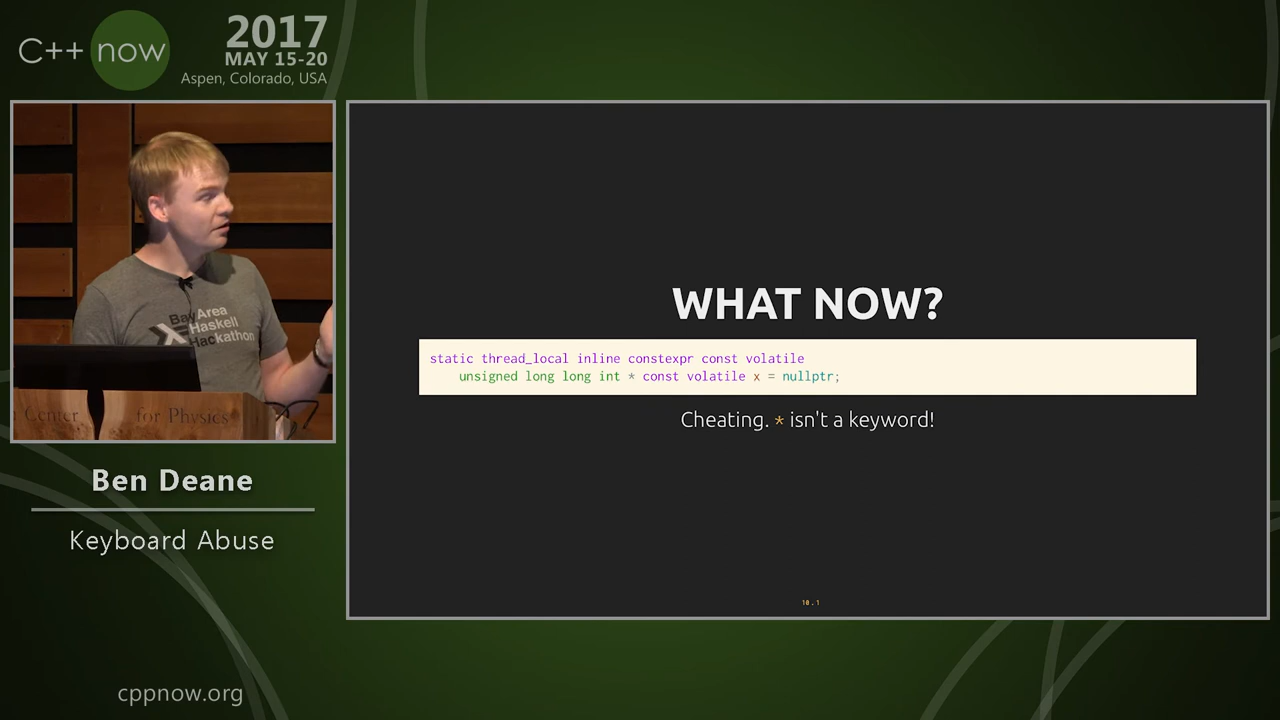 C++ now
2017
MAY 15-20
Aspen, Colorado, USA
Bay Area
Haskell
Hackathon
Center for Physics
Ben Deane
Keyboard Abuse
cppnow.org
WHAT NOW?
static thread_local inline constexpr const volatile
unsigned long long int * const volatile x = nullptr;
Cheating. * isn't a keyword!
10.1